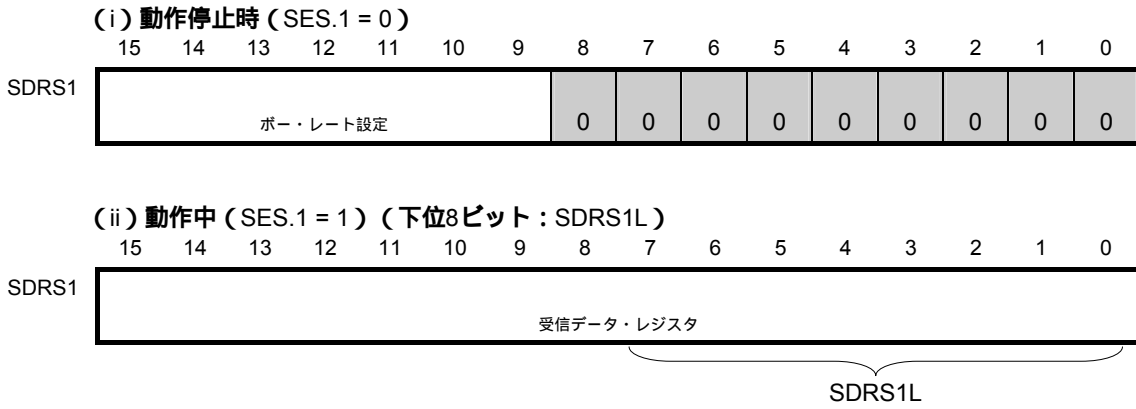 (ⅰ)動作停止時(SES.1 = 0)
15 14 13 12 11 10 9 8 7 6 5 4 3 2 1 0
SDRS1
ボー・レート設定 0 0 0 0 0 0 0 0 0
(ⅱ)動作中(SES.1 = 1)(下位8ビット:SDRS1L)
15 14 13 12 11 10 9 8 7 6 5 4 3 2 1 0
SDRS1
受信データ・レジスタ
SDRS1L